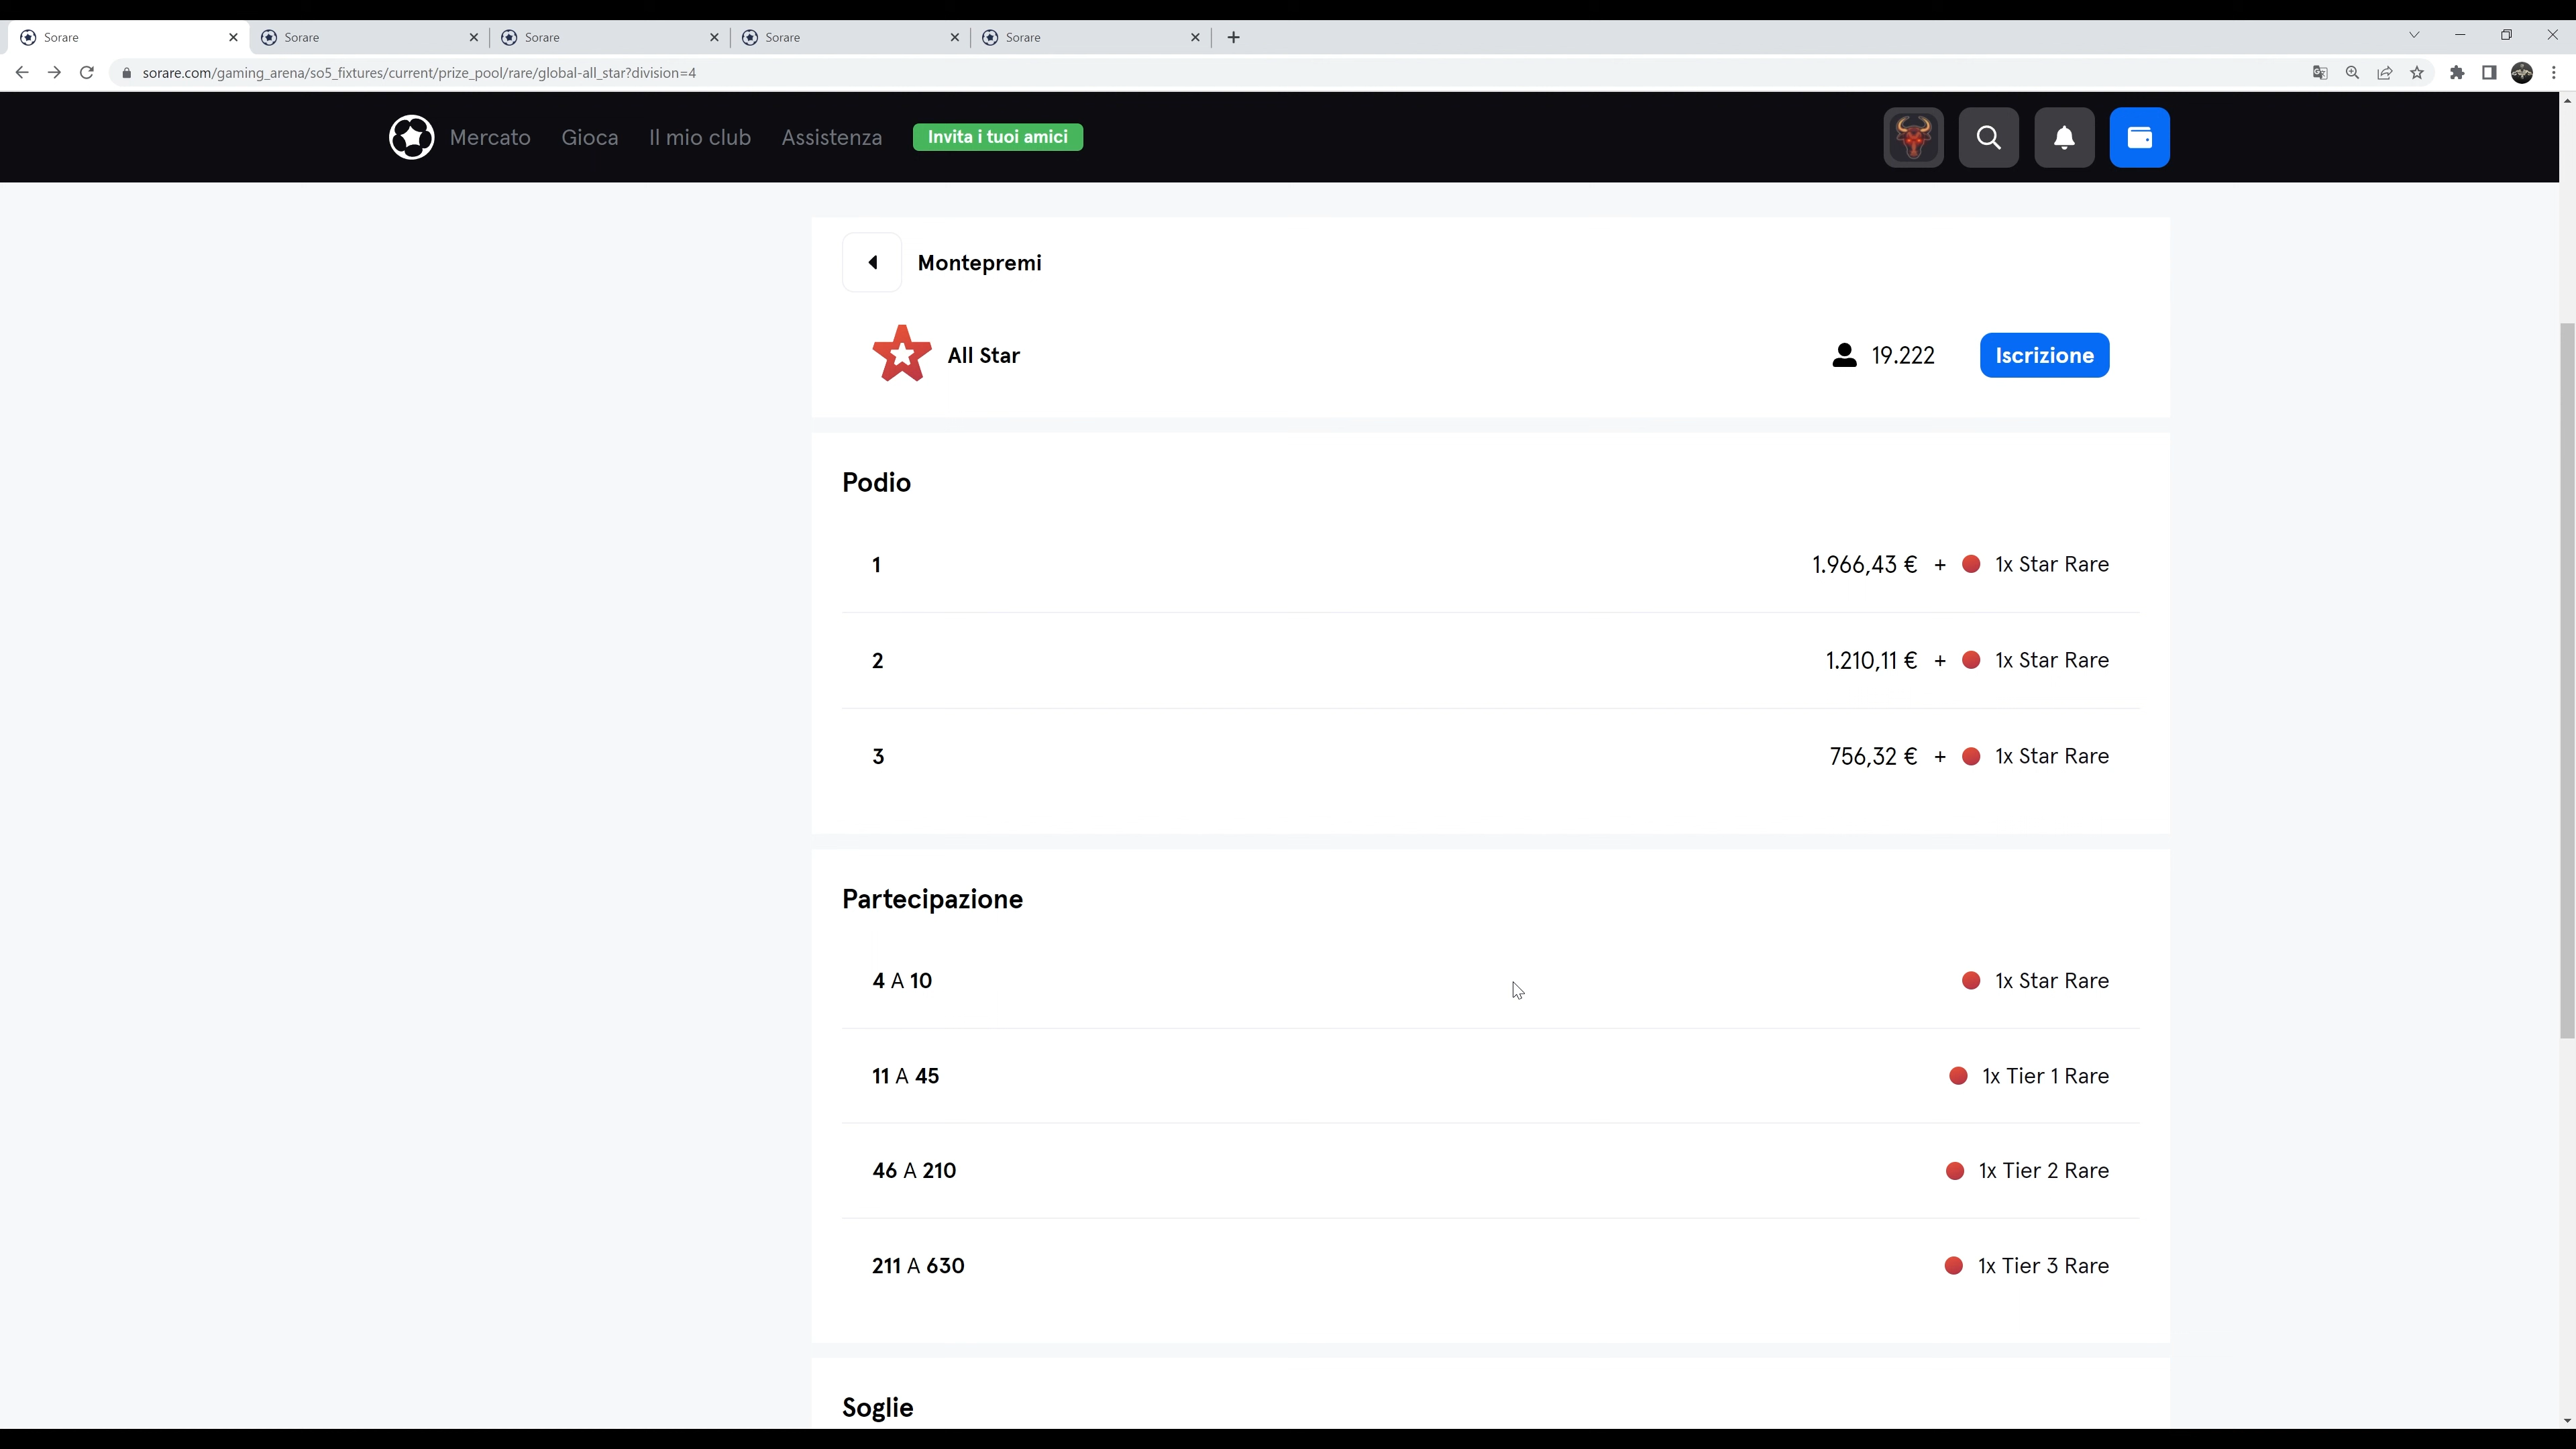 Sorare
Sorare
Sorare
Sorare
Sorare
sorare.com/gaming_arena/so5_fixtures/current/prize_pool/rare/global-all_star?division=4
Mercato
Gioca
Il mio club
Assistenza
Invita i tuoi amici
Montepremi
All Star
19.222
Iscrizione
Podio
1 1.966,43 € + 1x Star Rare
2 1.210,11 € + 1x Star Rare
3 756,32 € + 1x Star Rare
Partecipazione
4 A 10 1x Star Rare
11 A 45 1x Tier 1 Rare
46 A 210 1x Tier 2 Rare
211 A 630 1x Tier 3 Rare
Soglie